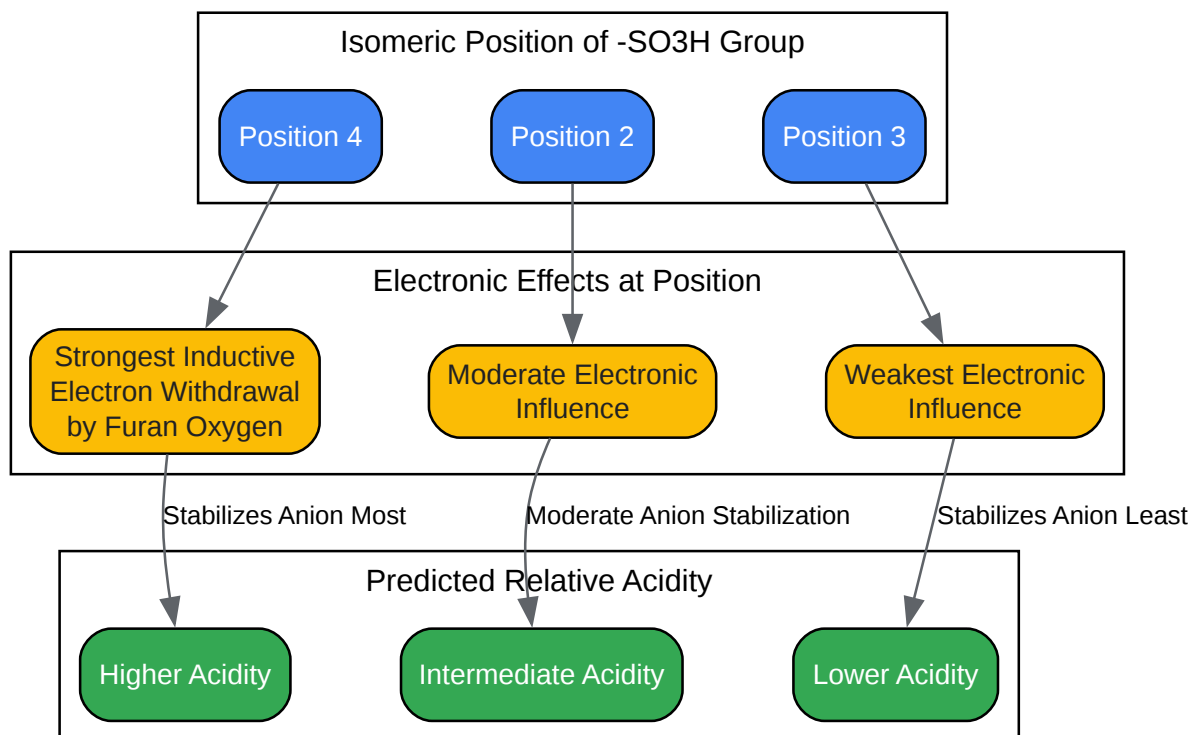 Isomeric Position of -SO3H Group
Position 4
Position 2
Position 3
Electronic Effects at Position
Strongest Inductive
Electron Withdrawal
by Furan Oxygen
Moderate Electronic
Influence
Weakest Electronic
Influence
Stabilizes Anion Most
Moderate Anion Stabilization
Stabilizes Anion Least
Predicted Relative Acidity
Higher Acidity
Intermediate Acidity
Lower Acidity